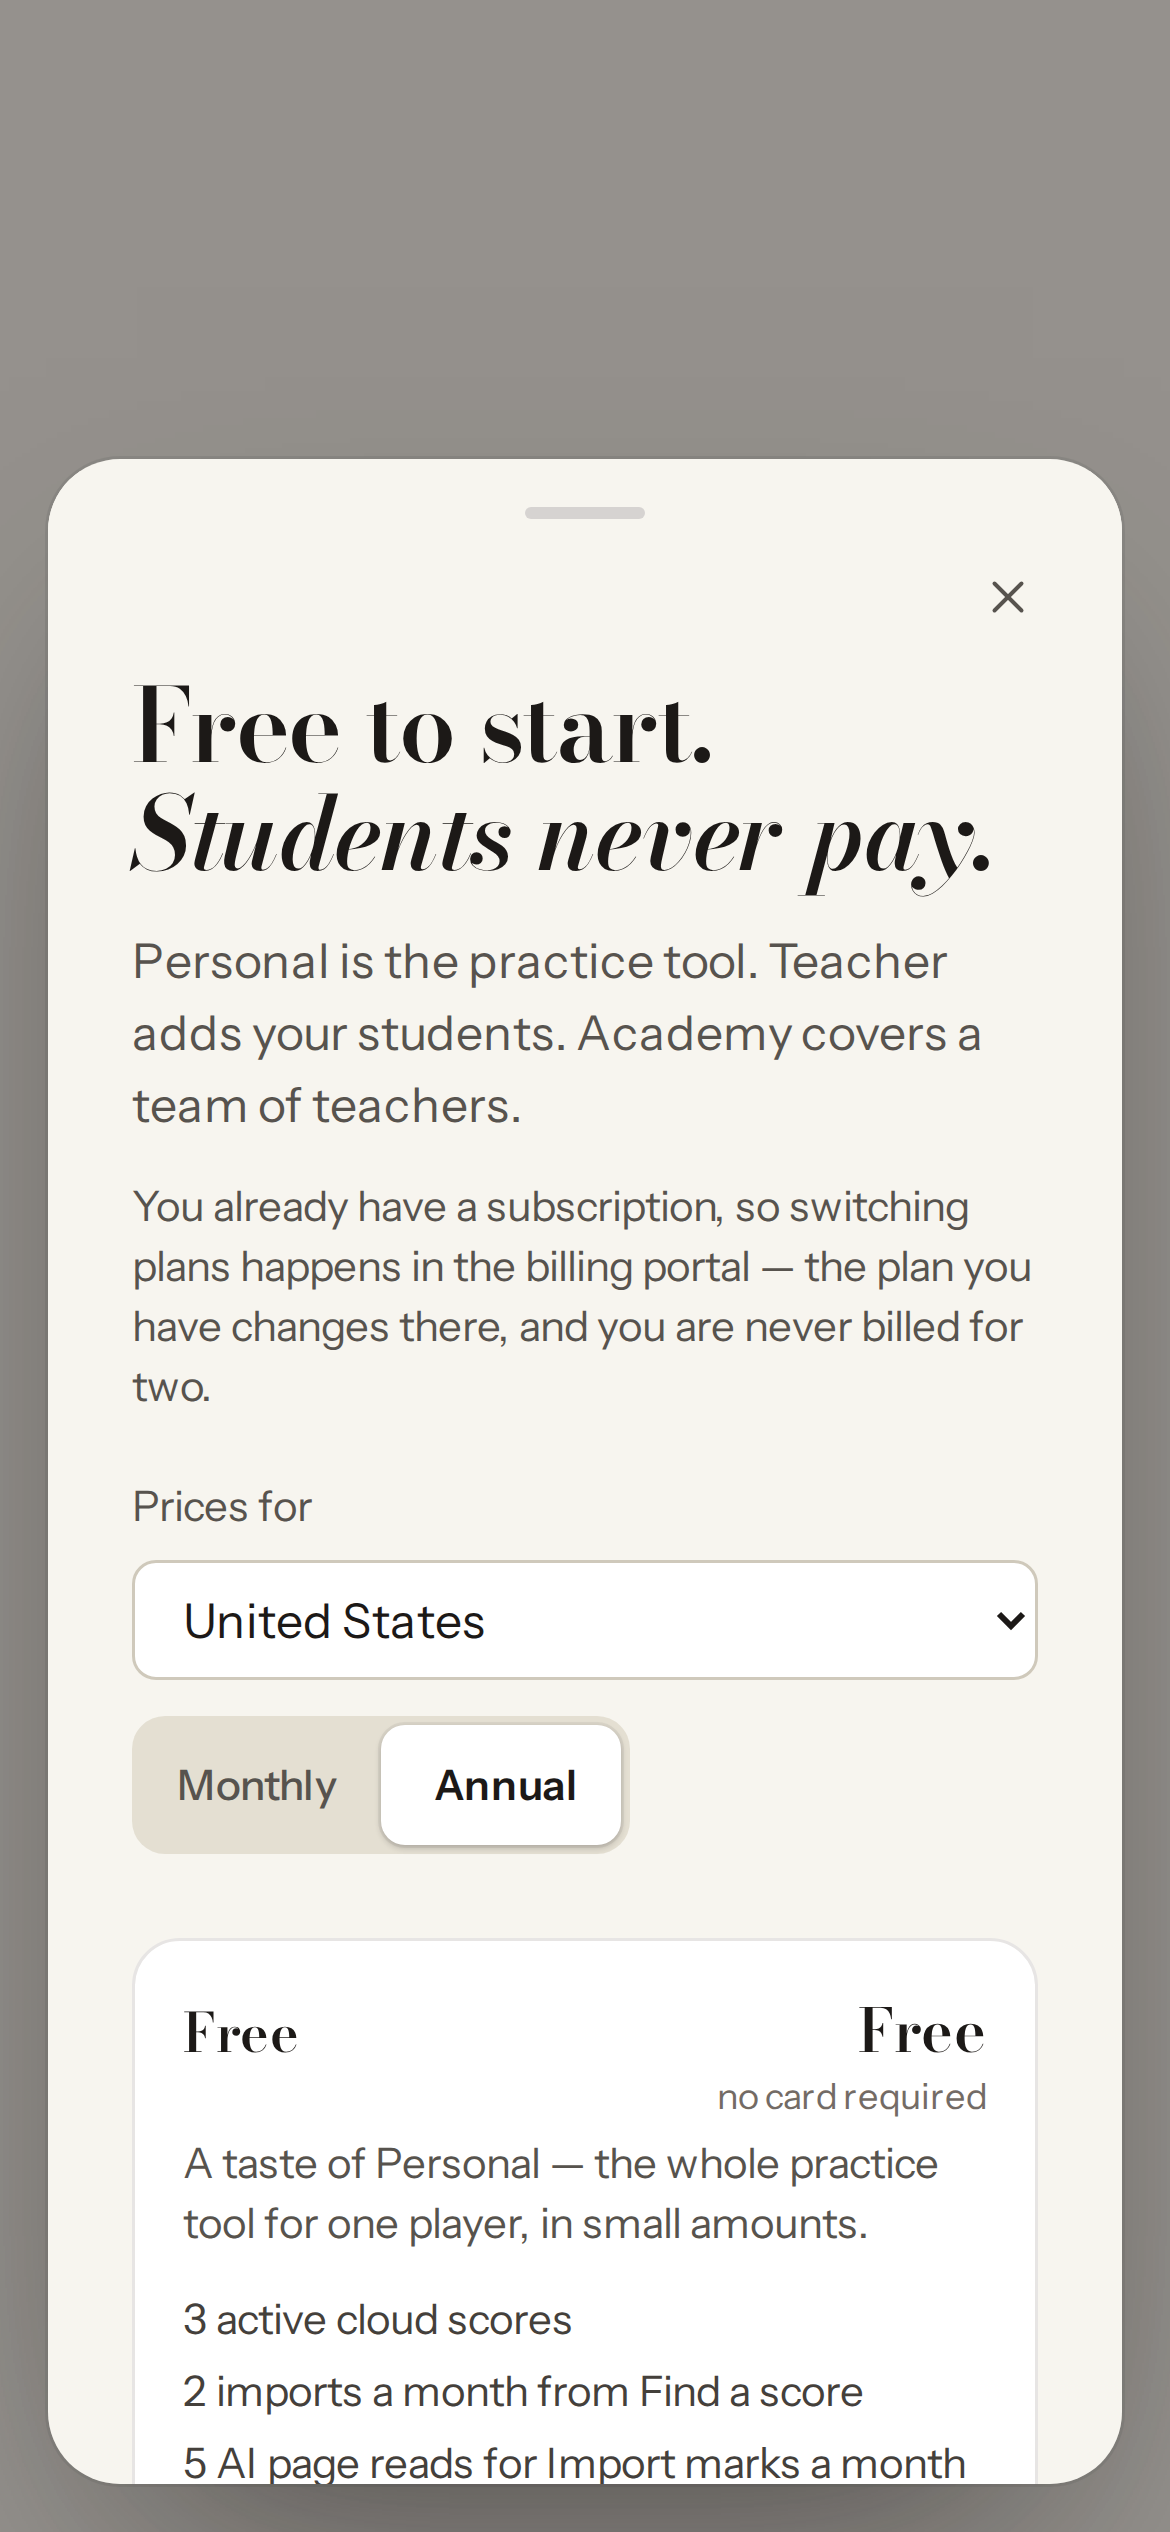 Free to start.
Students never pay.
Personal is the practice tool. Teacher
adds your students. Academy covers a
team of teachers.
You already have a subscription, so switching
plans happens in the billing portal — the plan you
have changes there, and you are never billed for
two.
Prices for
United States
Monthly
Annual
Free
Free
no card required
A taste of Personal — the whole practice
tool for one player, in small amounts.
3 active cloud scores
2 imports a month from Find a score
5 AI page reads for Import marks a month